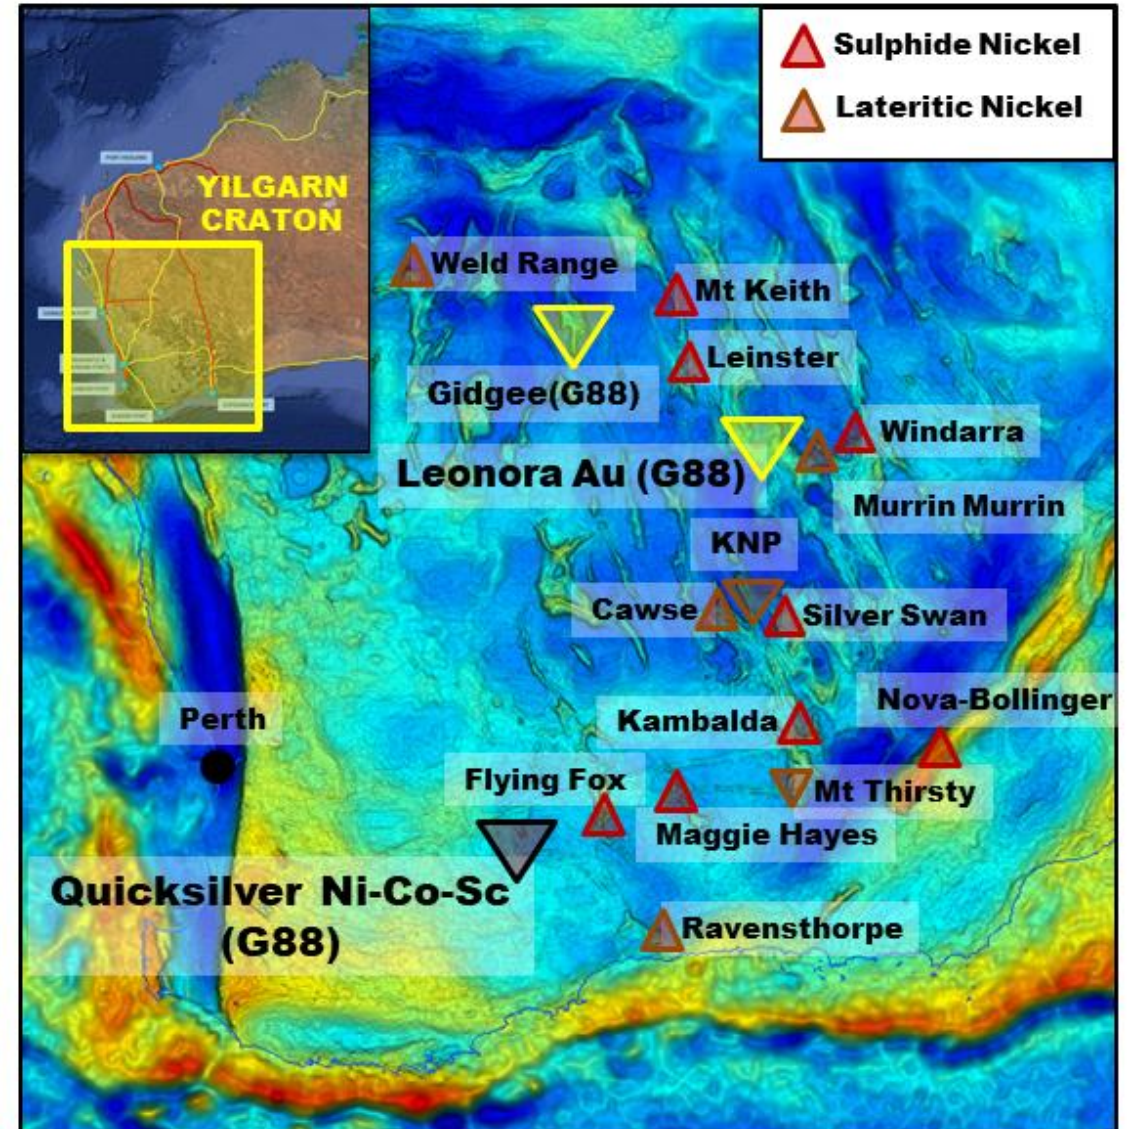 Sulphide Nickel
Lateritic Nickel
YILGARN
CRATON
Weld Range
Mt Keith
Leinster
Gidgee(G88)
Windarra
Leonora Au (G88)
Murrin Murrin
KNP
Cawse
Silver Swan
Nova-Bollinger
Perth
Kambalda
Flying Fox
Mt Thirsty
Maggie Hayes
Quicksilver Ni-Co-Sc
(G88)
Ravensthorpe